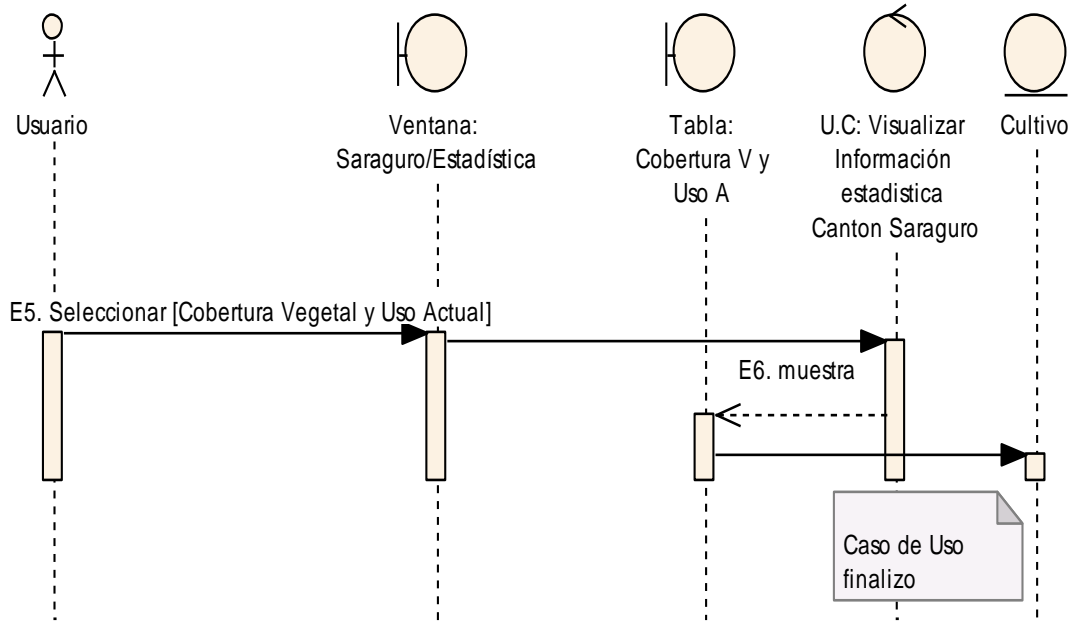 Usuario
Ventana:
Saraguro/Estadística
Tabla:
Cobertura V y
Uso A
U.C: Visualizar
Información
estadistica
Canton Saraguro
Cultivo
E5. Seleccionar [Cobertura Vegetal y Uso Actual]
E6. muestra
Caso de Uso
finalizo